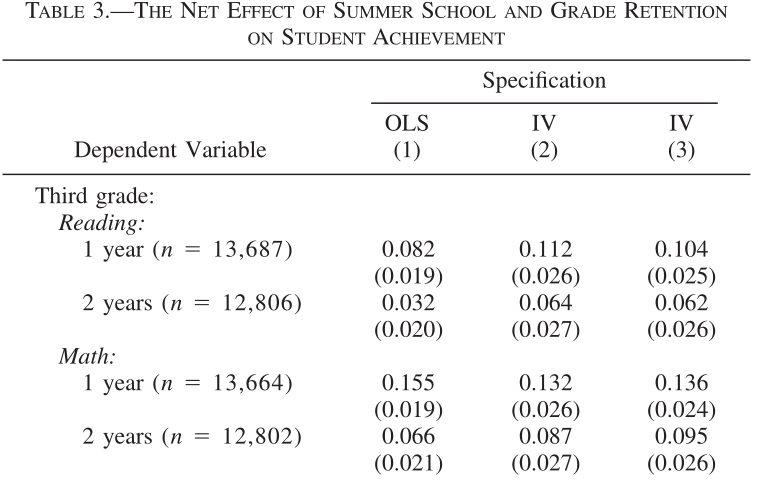 TABLE 3.—THE NET EFFECT OF SUMMER SCHOOL AND GRADE RETENTION
ON STUDENT ACHIEVEMENT
Specification
OLS IV IV
Dependent Variable (1) (2) (3)
Third grade:
Reading:
1 year (n = 13,687) 0.082 0.112 0.104
(0.019) (0.026) (0.025)
2 years (n = 12,806) 0.032 0.064 0.062
(0.020) (0.027) (0.026)
Math:
1 year (n = 13,664) 0.155 0.132 0.136
(0.019) (0.026) (0.024)
2 years (n = 12,802) 0.066 0.087 0.095
(0.021) (0.027) (0.026)